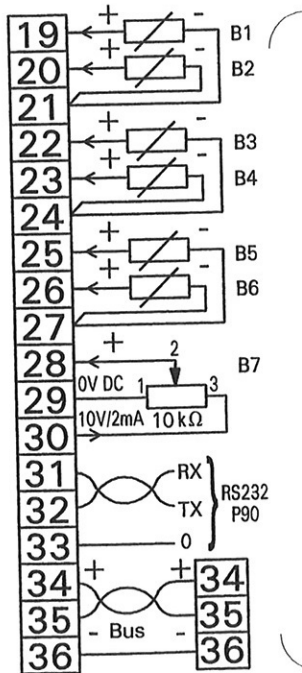 19 + - B1
20 + - B2
21
22 + - B3
23 + - B4
24
25 + - B5
26 + - B6
27
28 + 2 B7
29 0V DC 1 3
30 10V/2mA 10 kΩ
31 RX
32 TX
RS232
P90
33 0
34 + + 34
35 - Bus - 35
36 36